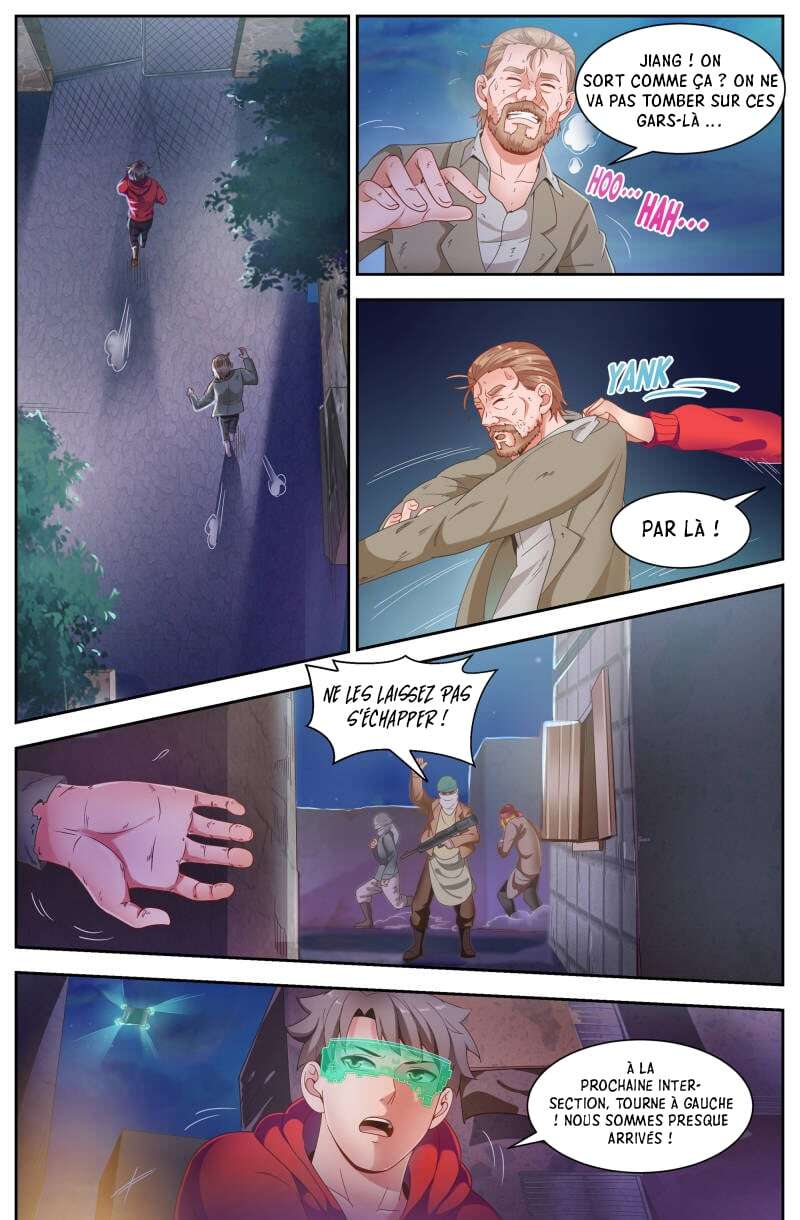 JIANG ! ON
SORT COMME ÇA ? ON NE
VA PAS TOMBER SUR CES
GARS-LÀ ...
HOO...
HAH...
YANK
PAR LÀ !
NE LES LAISSEZ PAS
S'ÉCHAPPER !
À LA
PROCHAINE INTER-
SECTION, TOURNE À GAUCHE
! NOUS SOMMES PRESQUE
ARRIVÉS !